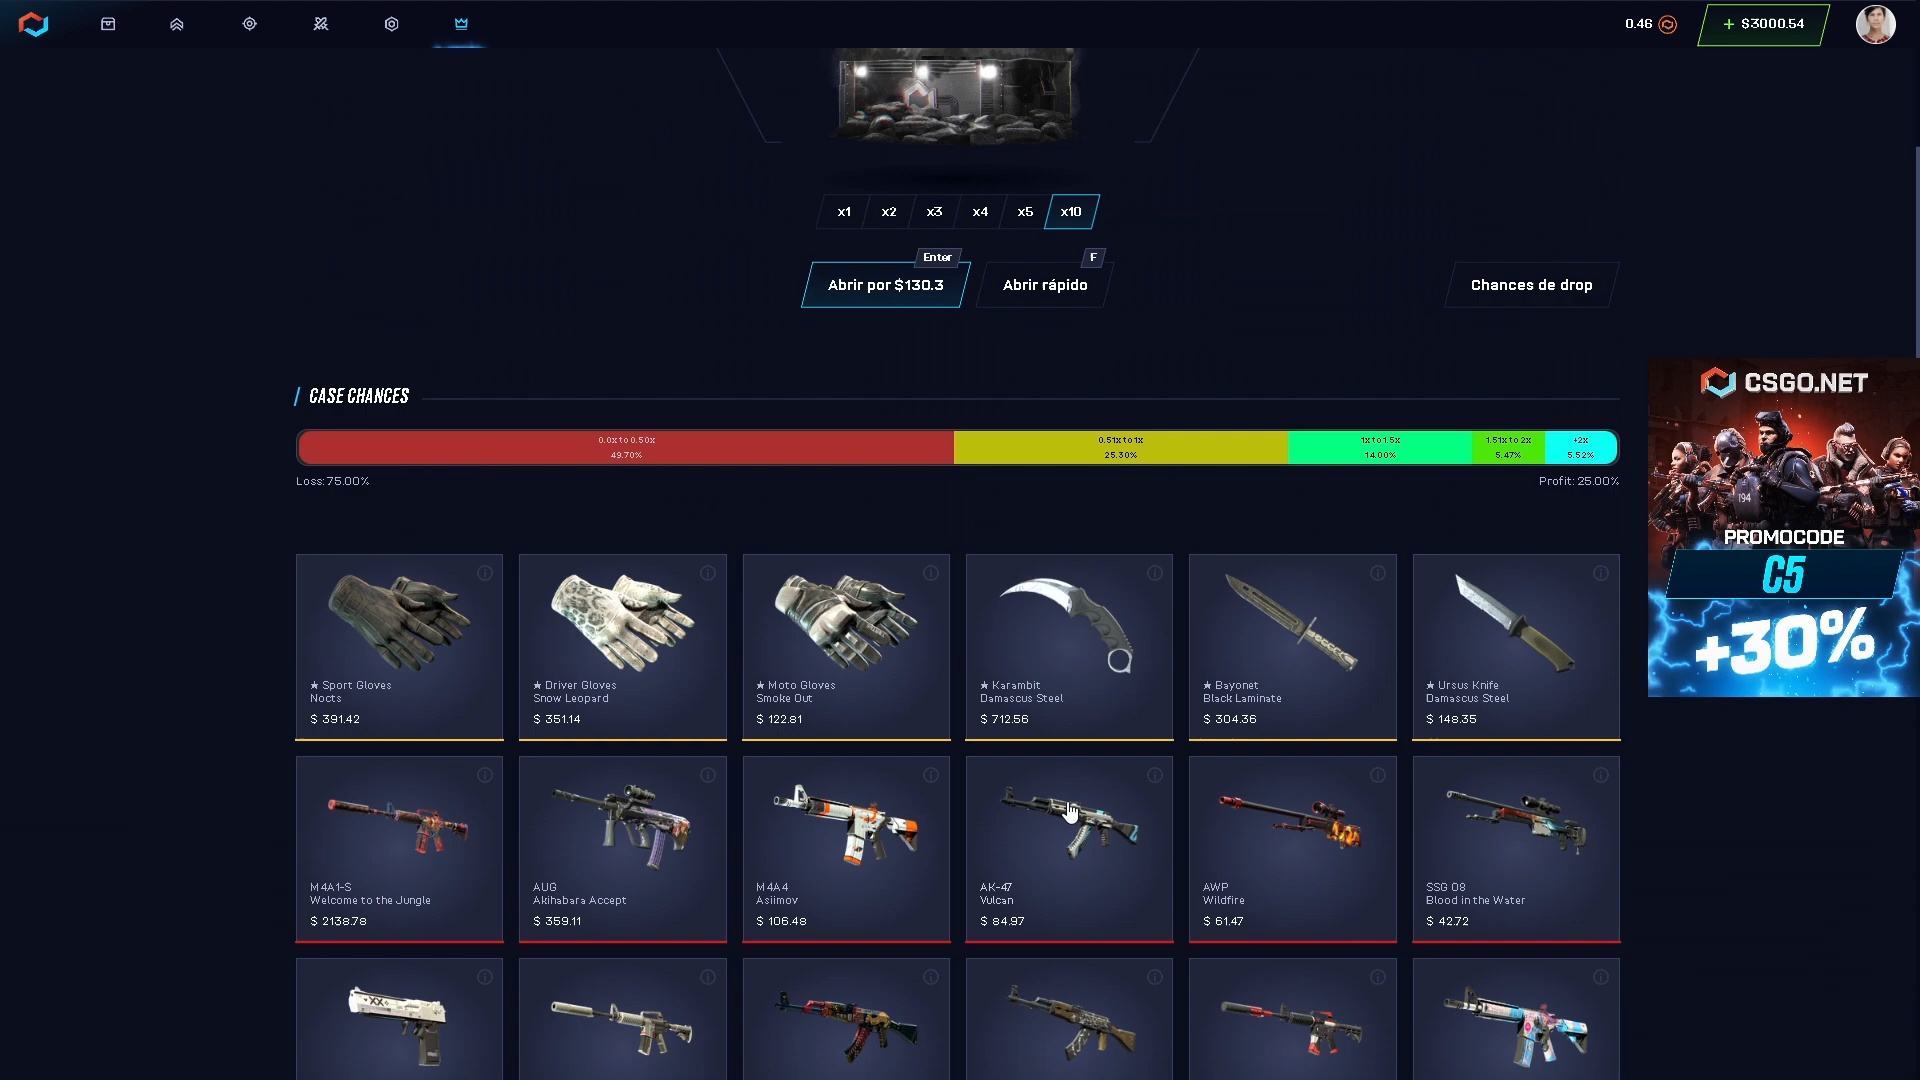 0.46
+ $3000.54
x1
x2
x3
x4
x5
x10
Enter
F
Abrir por $130.3
Abrir rápido
Chances de drop
CASE CHANCES
0.0x to 0.50x
49.70%
0.51x to 1x
25.30%
1x to 1.5x
14.00%
1.51x to 2x
5.47%
+2x
5.52%
Loss: 75.00%
Profit: 25.00%
CSGO.NET
194
PROMOCODE
C5
+30%
★ Sport Gloves
Nocts
$ 391.42
★ Driver Gloves
Snow Leopard
$ 351.14
★ Moto Gloves
Smoke Out
$ 122.81
★ Karambit
Damascus Steel
$ 712.56
★ Bayonet
Black Laminate
$ 304.36
★ Ursus Knife
Damascus Steel
$ 148.35
M4A1-S
Welcome to the Jungle
$ 2138.78
AUG
Akihabara Accept
$ 359.11
M4A4
Asiimov
$ 106.48
AK-47
Vulcan
$ 84.97
AWP
Wildfire
$ 61.47
SSG 08
Blood in the Water
$ 42.72